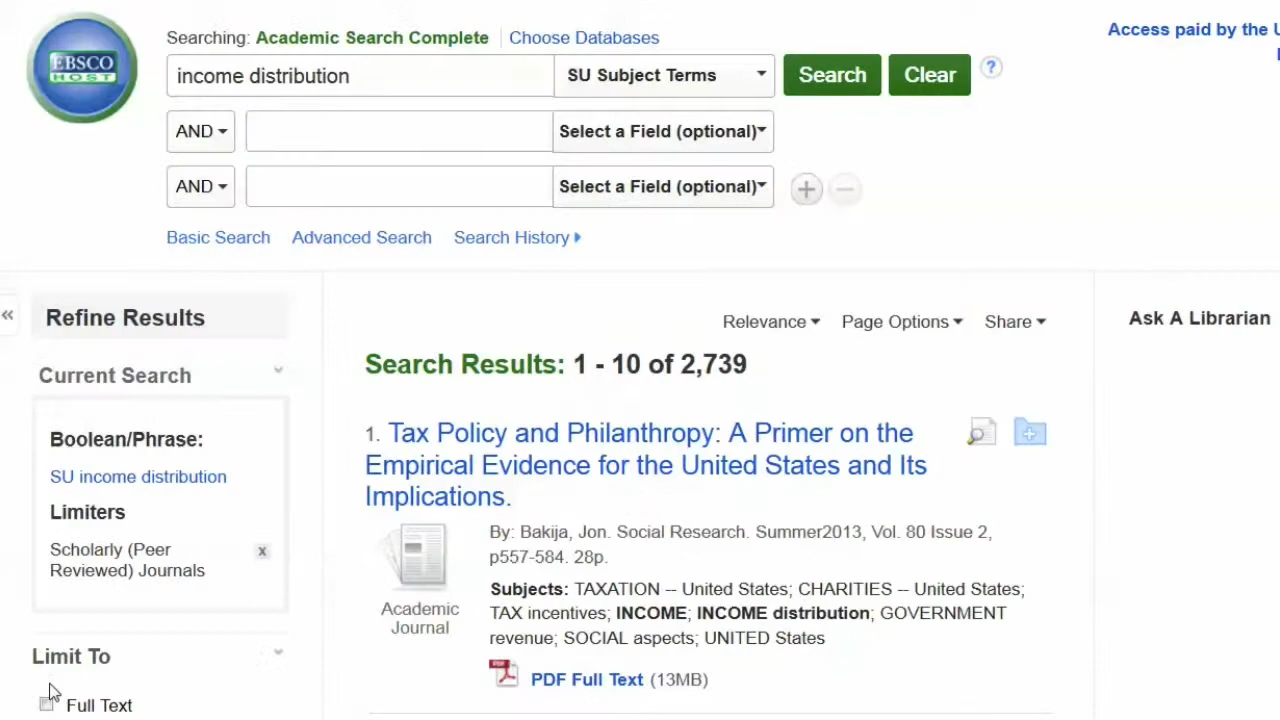 Access paid by the U
EBSCO
HOST
Searching: Academic Search Complete Choose Databases
income distribution SU Subject Terms Search Clear ?
AND Select a Field (optional)
AND Select a Field (optional)
Basic Search Advanced Search Search History
«
Refine Results
Current Search
Boolean/Phrase:
SU income distribution
Limiters
Scholarly (Peer
Reviewed) Journals
x
Limit To
Full Text
Relevance Page Options Share
Search Results: 1 - 10 of 2,739
1. Tax Policy and Philanthropy: A Primer on the
Empirical Evidence for the United States and Its
Implications.
Academic
Journal
By: Bakija, Jon. Social Research. Summer2013, Vol. 80 Issue 2,
p557-584. 28p.
Subjects: TAXATION -- United States; CHARITIES -- United States;
TAX incentives; INCOME; INCOME distribution; GOVERNMENT
revenue; SOCIAL aspects; UNITED States
PDF Full Text (13MB)
Ask A Librarian